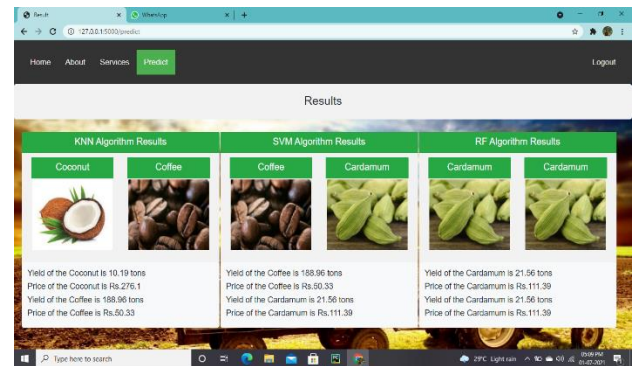 Result
WhatsApp
127.0.0.1:5000/predict
Home About Services Predict Logout
Results
KNN Algorithm Results
Coconut Coffee
Yield of the Coconut is 10.19 tons
Price of the Coconut is Rs.276.1
Yield of the Coffee is 188.96 tons
Price of the Coffee is Rs.50.33
SVM Algorithm Results
Coffee Cardamum
Yield of the Coffee is 188.96 tons
Price of the Coffee is Rs.50.33
Yield of the Cardamum is 21.56 tons
Price of the Cardamum is Rs.111.39
RF Algorithm Results
Cardamum Cardamum
Yield of the Cardamum is 21.56 tons
Price of the Cardamum is Rs.111.39
Yield of the Cardamum is 21.56 tons
Price of the Cardamum is Rs.111.39
Type here to search
29°C Light rain
05:09 PM
01-07-2021